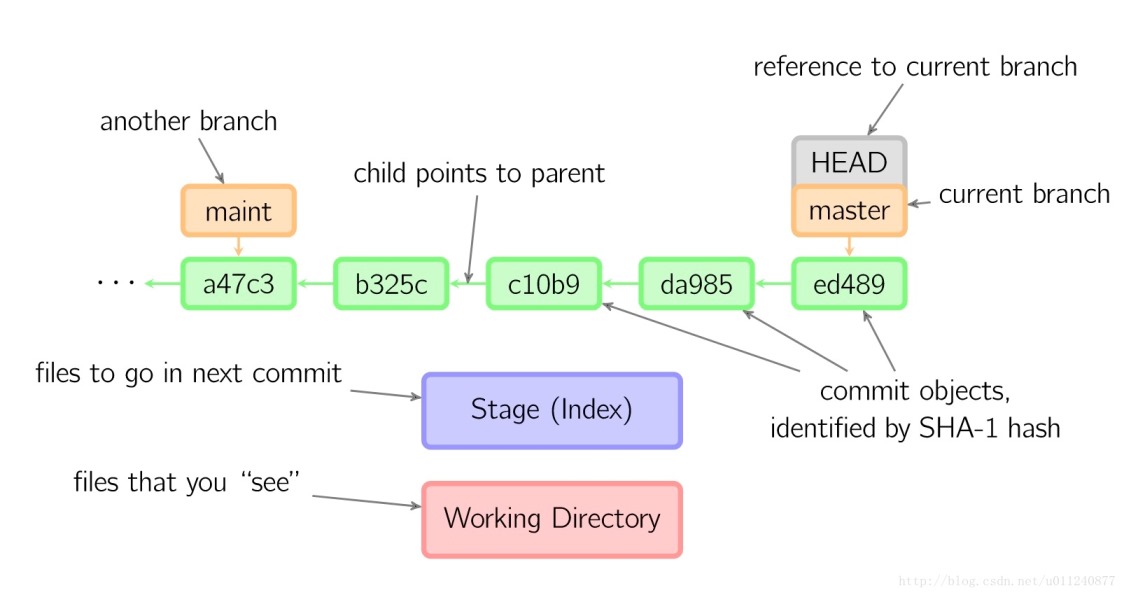 reference to current branch
another branch
HEAD
child points to parent
maint
master
current branch
... a47c3 b325c c10b9 da985 ed489
files to go in next commit
Stage (Index)
commit objects,
identified by SHA-1 hash
files that you “see”
Working Directory
http://blog.csdn.net/u011240877